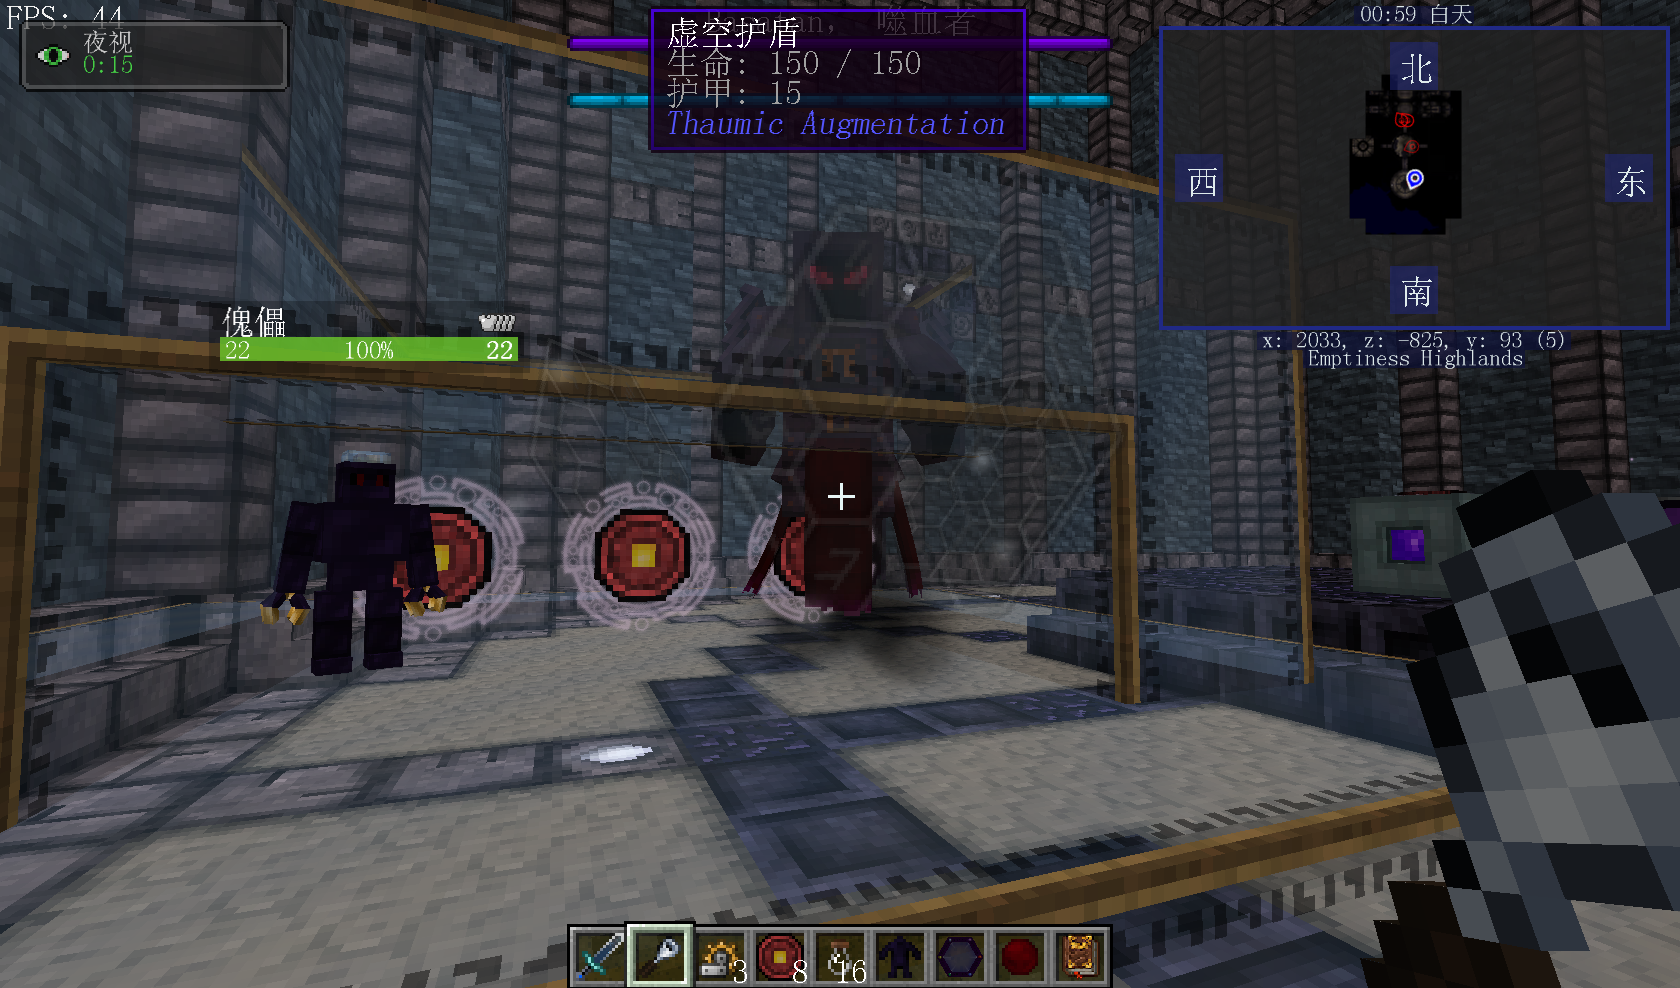 FPS: 44
夜视
0:15
噬血者
虚空护盾
生命: 150 / 150
护甲: 15
Thaumic Augmentation
00:59 白天
北
西
东
南
x: 2033, z: -825, y: 93 (5)
Emptiness Highlands
傀儡
22 100% 22
3
8
16